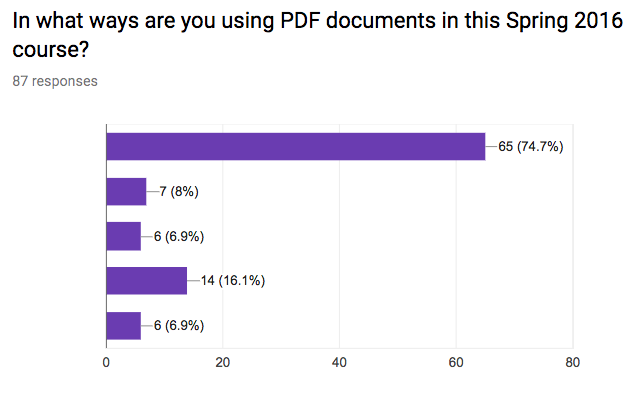 In what ways are you using PDF documents in this Spring 2016
course?
87 responses
65 (74.7%)
7 (8%)
6 (6.9%)
14 (16.1%)
6 (6.9%)
0 20 40 60 80